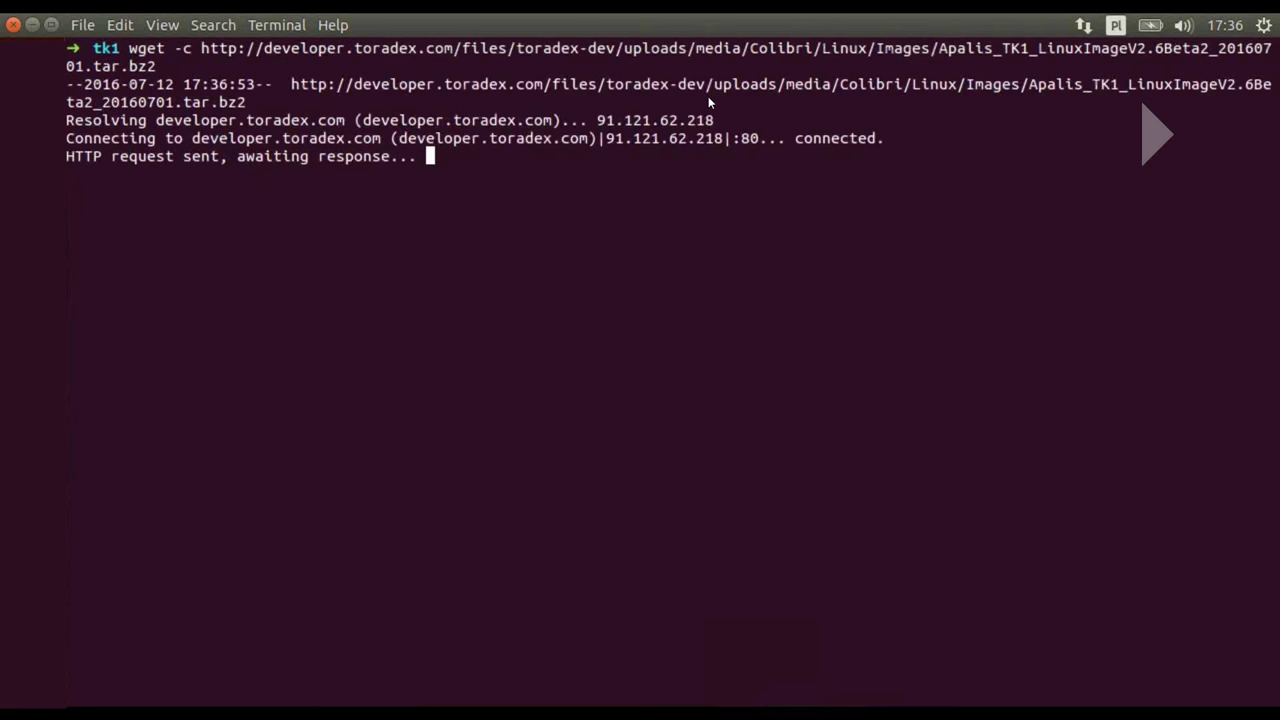 File Edit View Search Terminal Help Pl 17:36
➜ tk1 wget -c http://developer.toradex.com/files/toradex-dev/uploads/media/Colibri/Linux/Images/Apalis_TK1_LinuxImageV2.6Beta2_201607
01.tar.bz2
--2016-07-12 17:36:53-- http://developer.toradex.com/files/toradex-dev/uploads/media/Colibri/Linux/Images/Apalis_TK1_LinuxImageV2.6Be
ta2_20160701.tar.bz2
Resolving developer.toradex.com (developer.toradex.com)... 91.121.62.218
Connecting to developer.toradex.com (developer.toradex.com)|91.121.62.218|:80... connected.
HTTP request sent, awaiting response...